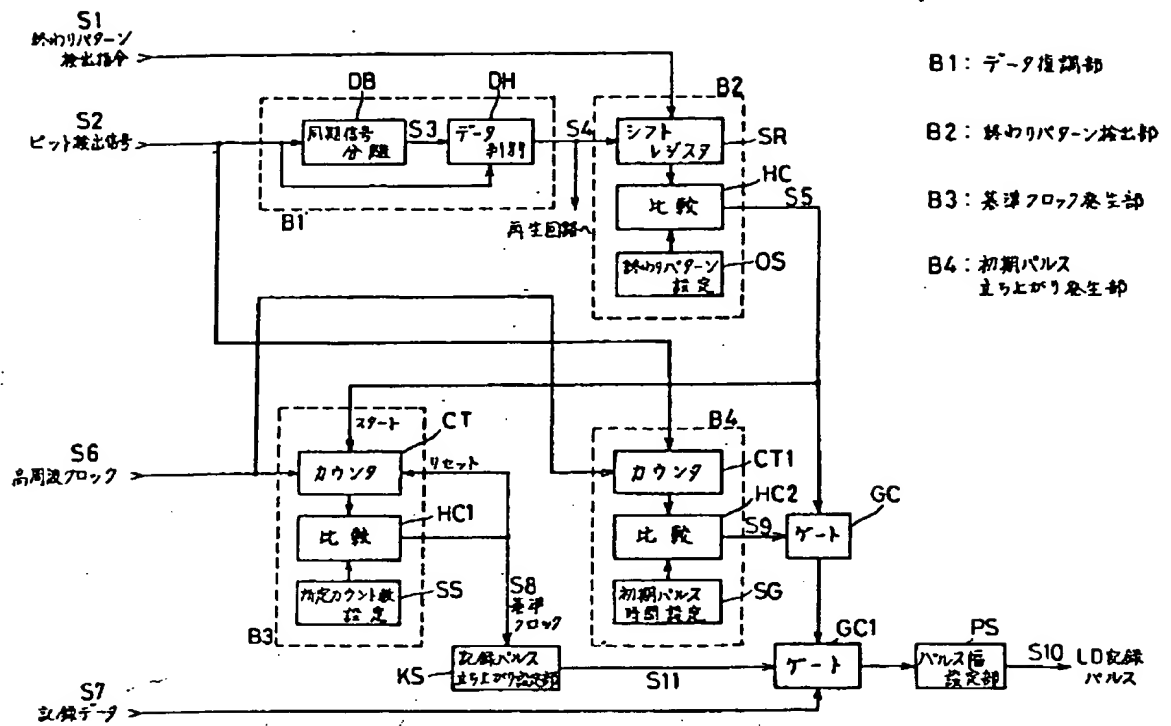 S1
終わりパターン
検出指令
S2
ピット検出信号
DB
同期信号
分離
S3
DH
データ
判別
B1
S4
再生回路へ
B2
シフト
レジスタ
SR
比較
HC
S5
終わりパターン
設定
OS
B1: データ復調部
B2: 終わりパターン検出部
B3: 基準クロック発生部
B4: 初期パルス
立ち上がり発生部
S6
高周波クロック
スタート
CT
カウンタ
リセット
HC1
比較
SS
指定カウント数
設定
B3
S8
基準
クロック
B4
カウンタ
CT1
HC2
比較
S9
SG
初期パルス
時間設定
GC
ゲート
KS
記録パルス
立ち上がり設定部
S11
GC1
ゲート
PS
パルス幅
設定部
S10
LD記録
パルス
S7
記録データ